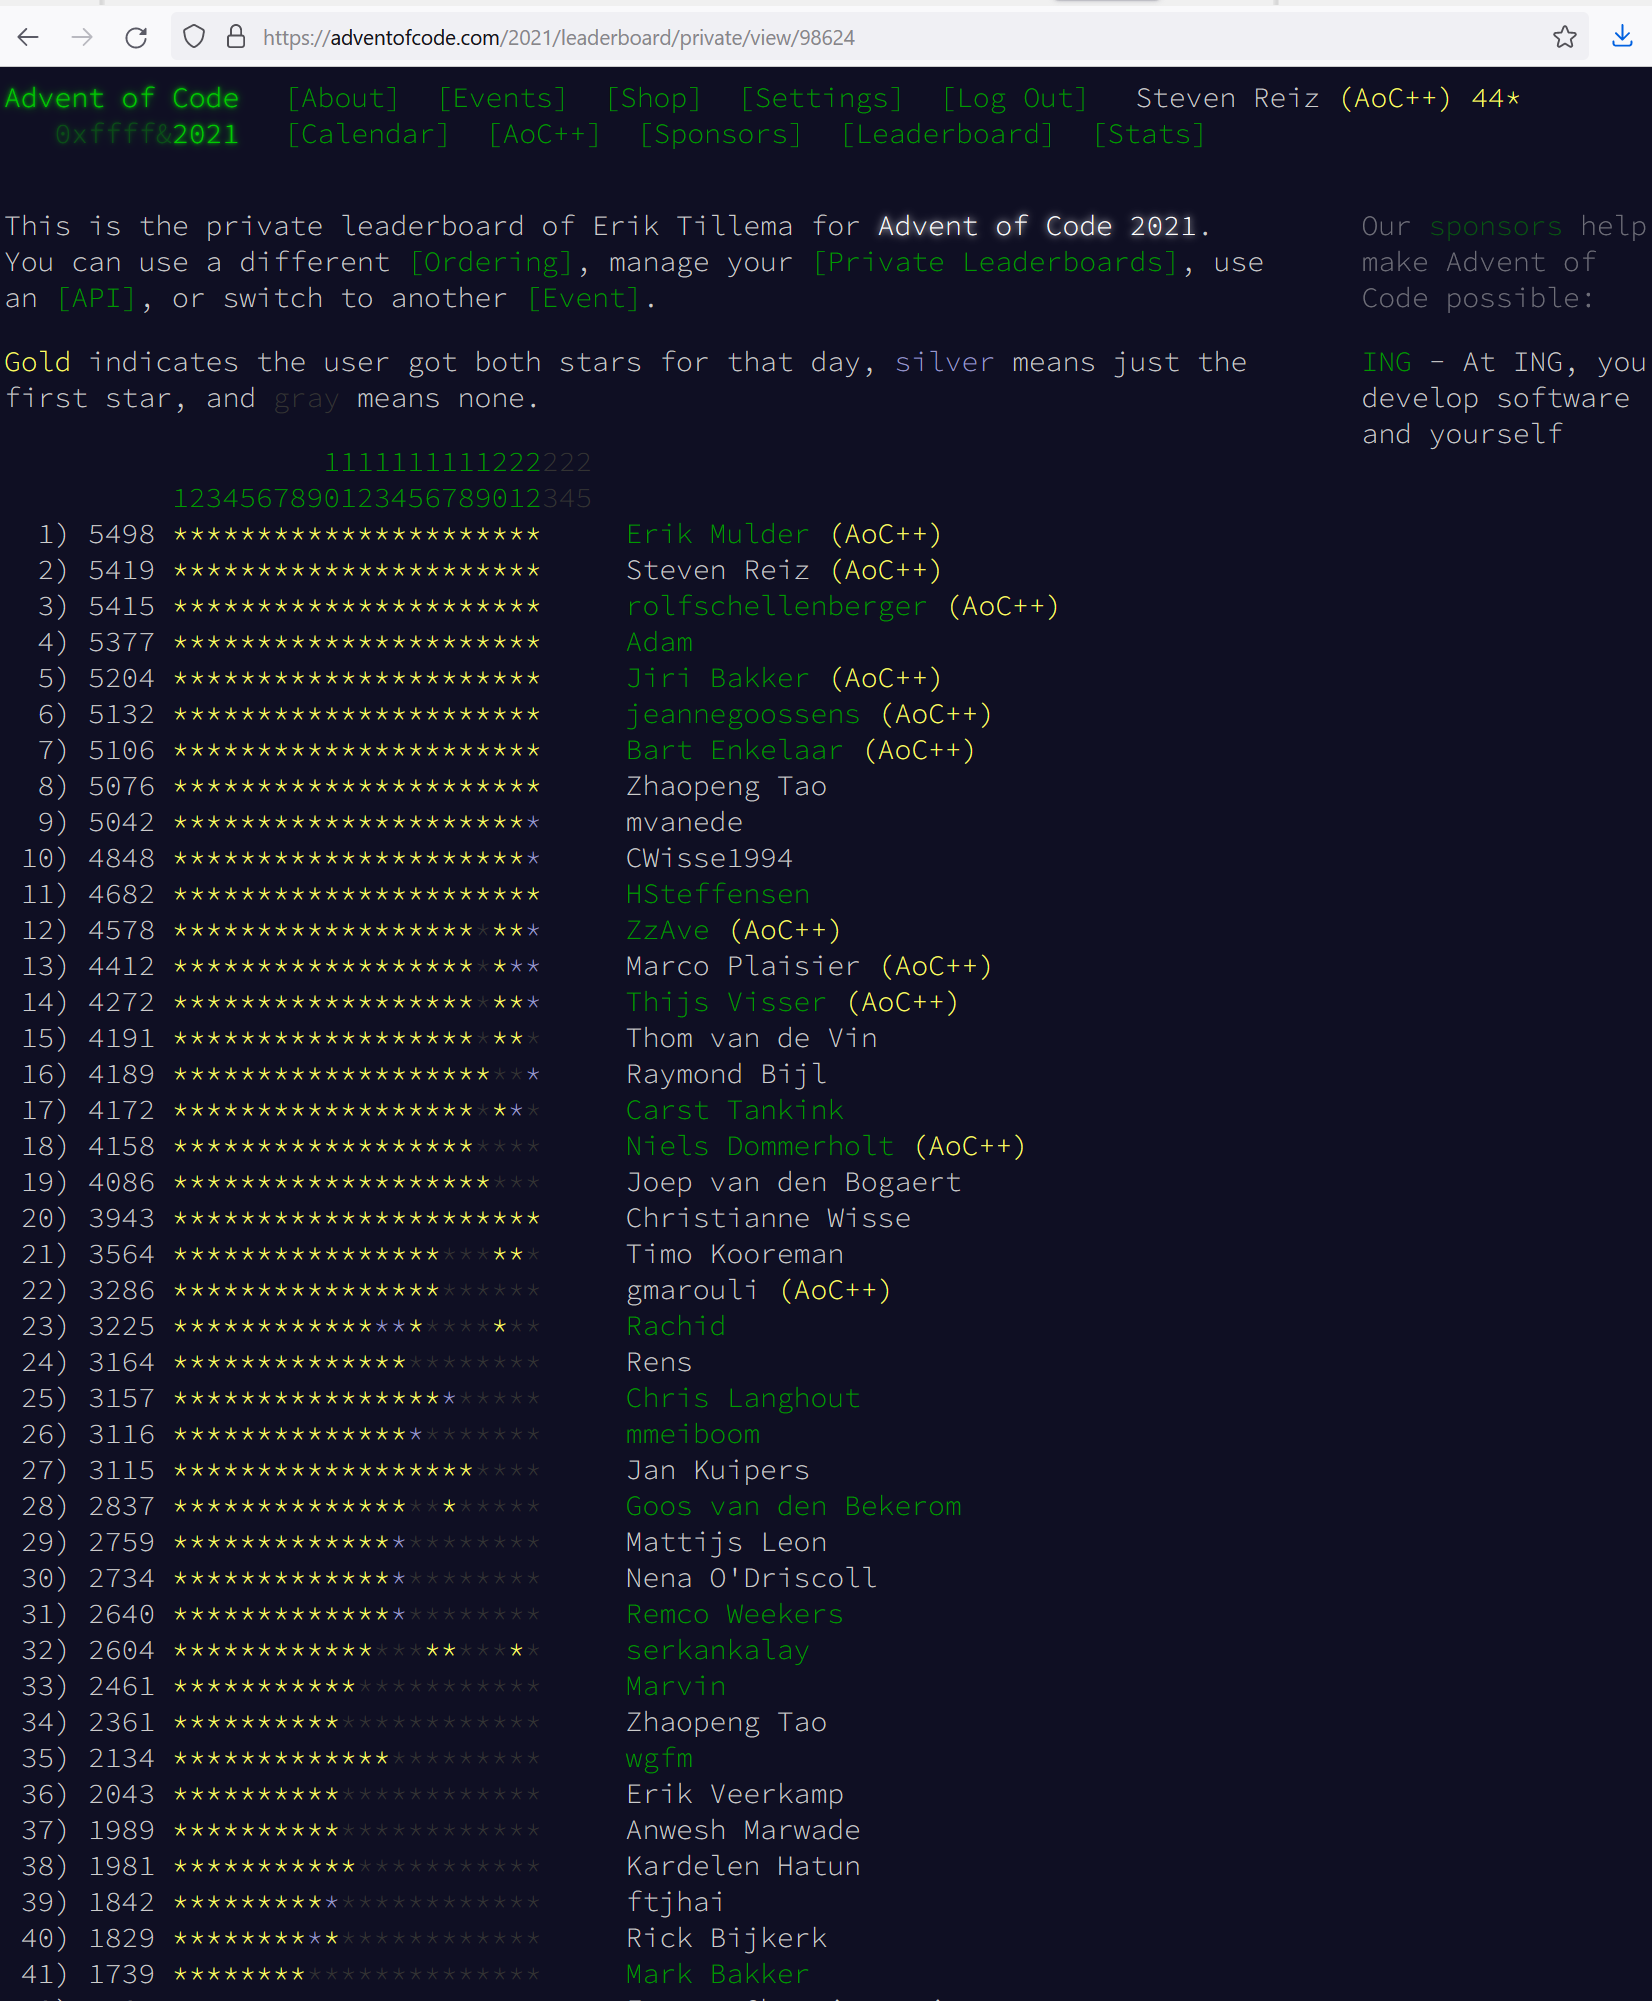 https://adventofcode.com/2021/leaderboard/private/view/98624
Advent of Code [About] [Events] [Shop] [Settings] [Log Out] Steven Reiz (AoC++) 44*
0xffff&2021 [Calendar] [AoC++] [Sponsors] [Leaderboard] [Stats]
This is the private leaderboard of Erik Tillema for Advent of Code 2021.
You can use a different [Ordering], manage your [Private Leaderboards], use
an [API], or switch to another [Event].
Gold indicates the user got both stars for that day, silver means just the
first star, and gray means none.
Our sponsors help
make Advent of
Code possible:
ING - At ING, you
develop software
and yourself
1111111111222222
1234567890123456789012345
1) 5498 ********************** Erik Mulder (AoC++)
2) 5419 ********************** Steven Reiz (AoC++)
3) 5415 ********************** rolfschellenberger (AoC++)
4) 5377 ********************** Adam
5) 5204 ********************** Jiri Bakker (AoC++)
6) 5132 ********************** jeannegoossens (AoC++)
7) 5106 ********************** Bart Enkelaar (AoC++)
8) 5076 ********************** Zhaopeng Tao
9) 5042 ********************** mvanede
10) 4848 ********************** CWisse1994
11) 4682 ********************** HSteffensen
12) 4578 ********************** ZzAve (AoC++)
13) 4412 ********************** Marco Plaisier (AoC++)
14) 4272 ********************** Thijs Visser (AoC++)
15) 4191 ********************** Thom van de Vin
16) 4189 ********************** Raymond Bijl
17) 4172 ********************** Carst Tankink
18) 4158 ********************** Niels Dommerholt (AoC++)
19) 4086 ********************** Joep van den Bogaert
20) 3943 ********************** Christianne Wisse
21) 3564 ********************** Timo Kooreman
22) 3286 ********************** gmarouli (AoC++)
23) 3225 ********************** Rachid
24) 3164 ********************** Rens
25) 3157 ********************** Chris Langhout
26) 3116 ********************** mmeiboom
27) 3115 ********************** Jan Kuipers
28) 2837 ********************** Goos van den Bekerom
29) 2759 ********************** Mattijs Leon
30) 2734 ********************** Nena O'Driscoll
31) 2640 ********************** Remco Weekers
32) 2604 ********************** serkankalay
33) 2461 ********************** Marvin
34) 2361 ********************** Zhaopeng Tao
35) 2134 ********************** wgfm
36) 2043 ********************** Erik Veerkamp
37) 1989 ********************** Anwesh Marwade
38) 1981 ********************** Kardelen Hatun
39) 1842 ********************** ftjhai
40) 1829 ********************** Rick Bijkerk
41) 1739 ********************** Mark Bakker